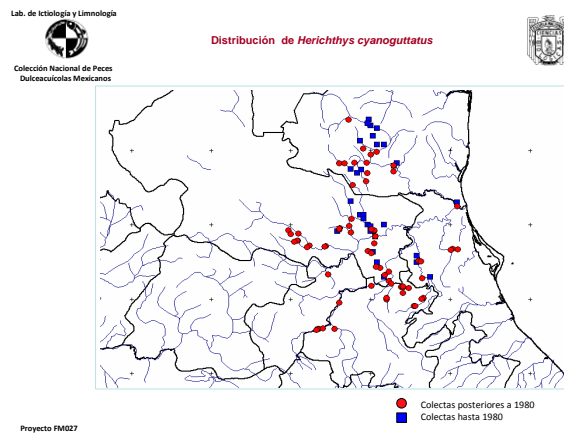 Lab. de Ictiología y Limnología
Colección Nacional de Peces
Dulceacuícolas Mexicanos
Distribución de Herichthys cyanoguttatus
CIENCIAS
Colectas posteriores a 1980
Colectas hasta 1980
Proyecto FM027